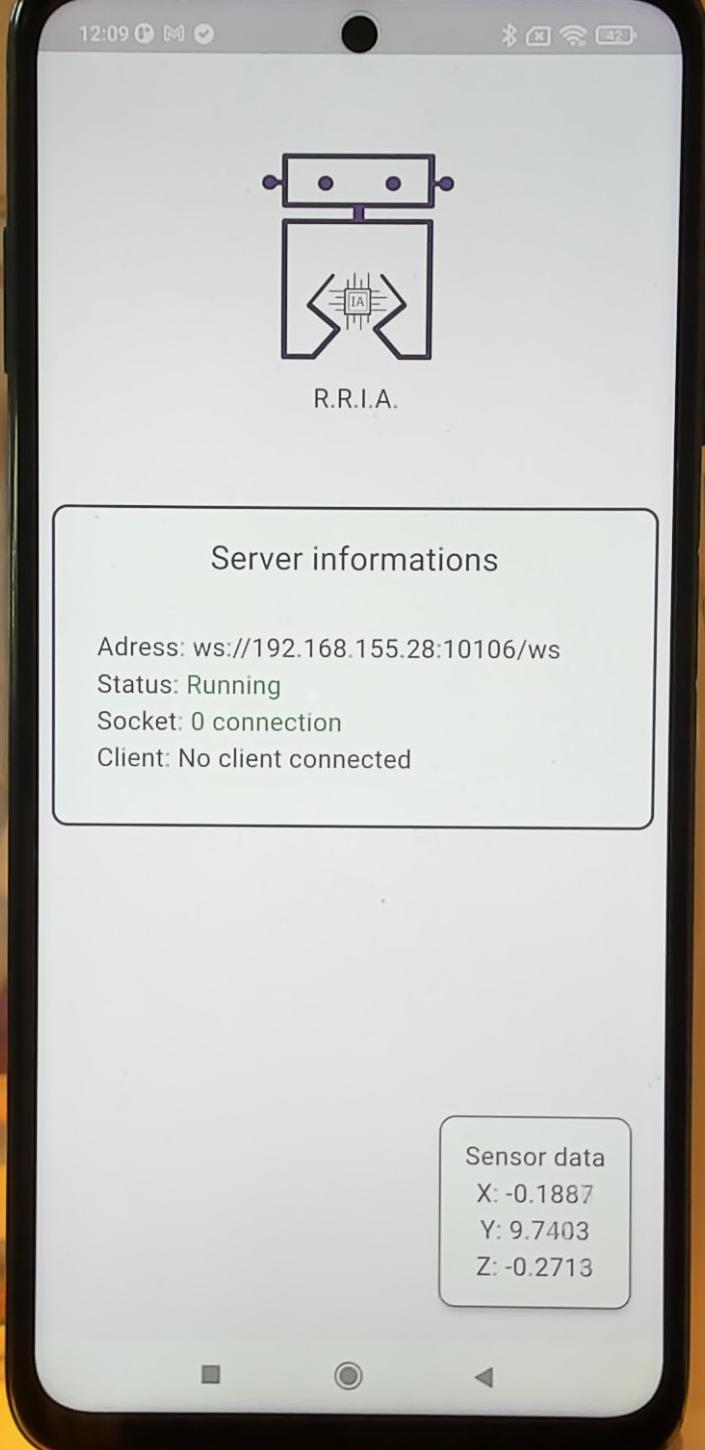 12:09
42
IA
R.R.I.A.
Server informations
Adress: ws://192.168.155.28:10106/ws
Status: Running
Socket: 0 connection
Client: No client connected
Sensor data
X: -0.1887
Y: 9.7403
Z: -0.2713